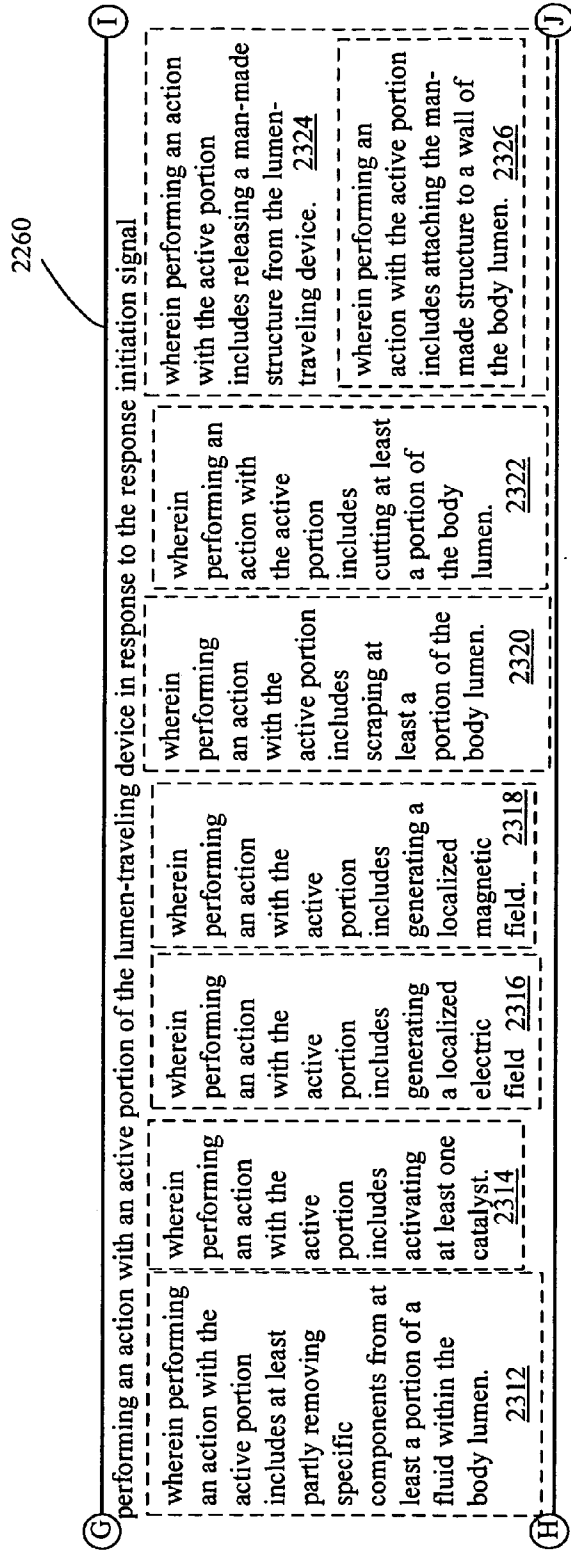 2260
G
I
performing an action with an active portion of the lumen-traveling device in response to the response initiation signal
wherein performing
an action with the
active portion
includes at least
partly removing
specific
components from at
least a portion of a
fluid within the
body lumen.
2312
wherein
performing
an action
with the
active
portion
includes
activating
at least one
catalyst.
2314
wherein
performing
an action
with the
active
portion
includes
generating
a localized
electric
field 2316
wherein
performing
an action
with the
active
portion
includes
generating a
localized
magnetic
field. 2318
wherein
performing
an action
with the
active portion
includes
scraping at
least a
portion of the
body lumen.
2320
wherein
performing an
action with
the active
portion
includes
cutting at least
a portion of
the body
lumen.
2322
wherein performing an action
with the active portion
includes releasing a man-made
structure from the lumen-
traveling device. 2324
wherein performing an
action with the active portion
includes attaching the man-
made structure to a wall of
the body lumen. 2326
H
J